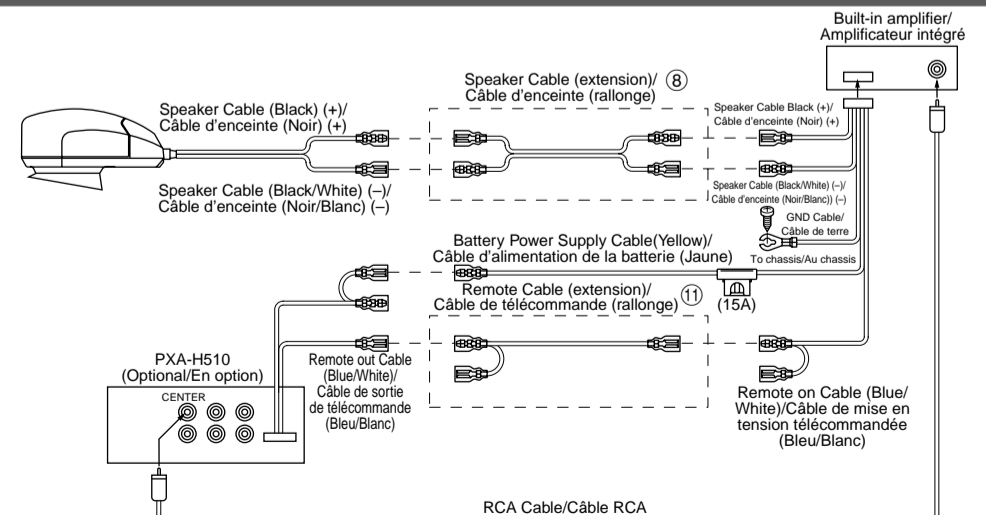 Built-in amplifier/
Amplificateur intégré
Speaker Cable (extension)/
Câble d'enceinte (rallonge)
⑧
Speaker Cable (Black) (+)/
Câble d'enceinte (Noir) (+)
Speaker Cable Black (+)/
Câble d'enceinte (Noir) (+)
Speaker Cable (Black/White) (–)/
Câble d'enceinte (Noir/Blanc) (–)
Speaker Cable (Black/White) (–)/
Câble d'enceinte (Noir/Blanc)) (–)
GND Cable/
Câble de terre
To chassis/Au chassis
Battery Power Supply Cable(Yellow)/
Câble d'alimentation de la batterie (Jaune)
(15A)
Remote Cable (extension)/
Câble de télécommande (rallonge)
⑪
PXA-H510
(Optional/En option)
CENTER
Remote out Cable
(Blue/White)/
Câble de sortie
de télécommande
(Bleu/Blanc)
Remote on Cable (Blue/
White)/Câble de mise en
tension télécommandée
(Bleu/Blanc)
RCA Cable/Câble RCA